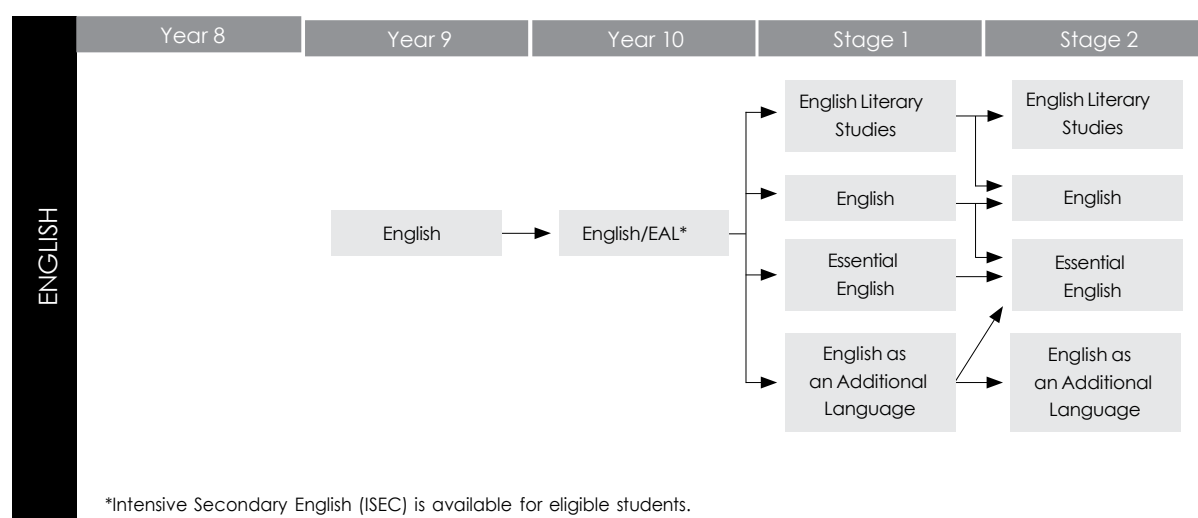 Year 8
Year 9
Year 10
Stage 1
Stage 2
ENGLISH
English
English/EAL*
English Literary
Studies
English
Essential
English
English as
an Additional
Language
English Literary
Studies
English
Essential
English
English as
an Additional
Language
*Intensive Secondary English (ISEC) is available for eligible students.